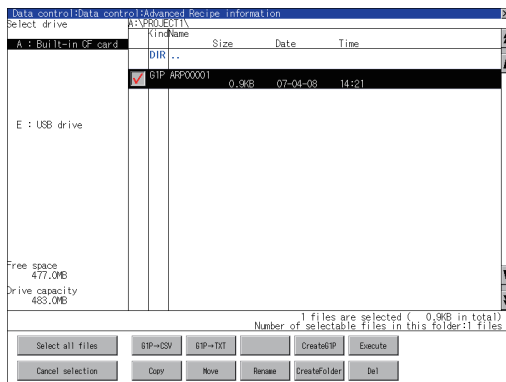 Data control:Data control:Advanced Recipe information
Select drive
A:\PROJECT1\
Kind Name
Size Date Time
A : Built-in CF card
DIR ..
G1P ARP00001
0.9KB 07-04-08 14:21
E : USB drive
Free space
477.0MB
Drive capacity
483.0MB
1 files are selected ( 0.9KB in total)
Number of selectable files in this folder:1 files
Select all files G1P→CSV G1P→TXT CreateG1P Execute
Cancel selection Copy Move Rename CreateFolder Del